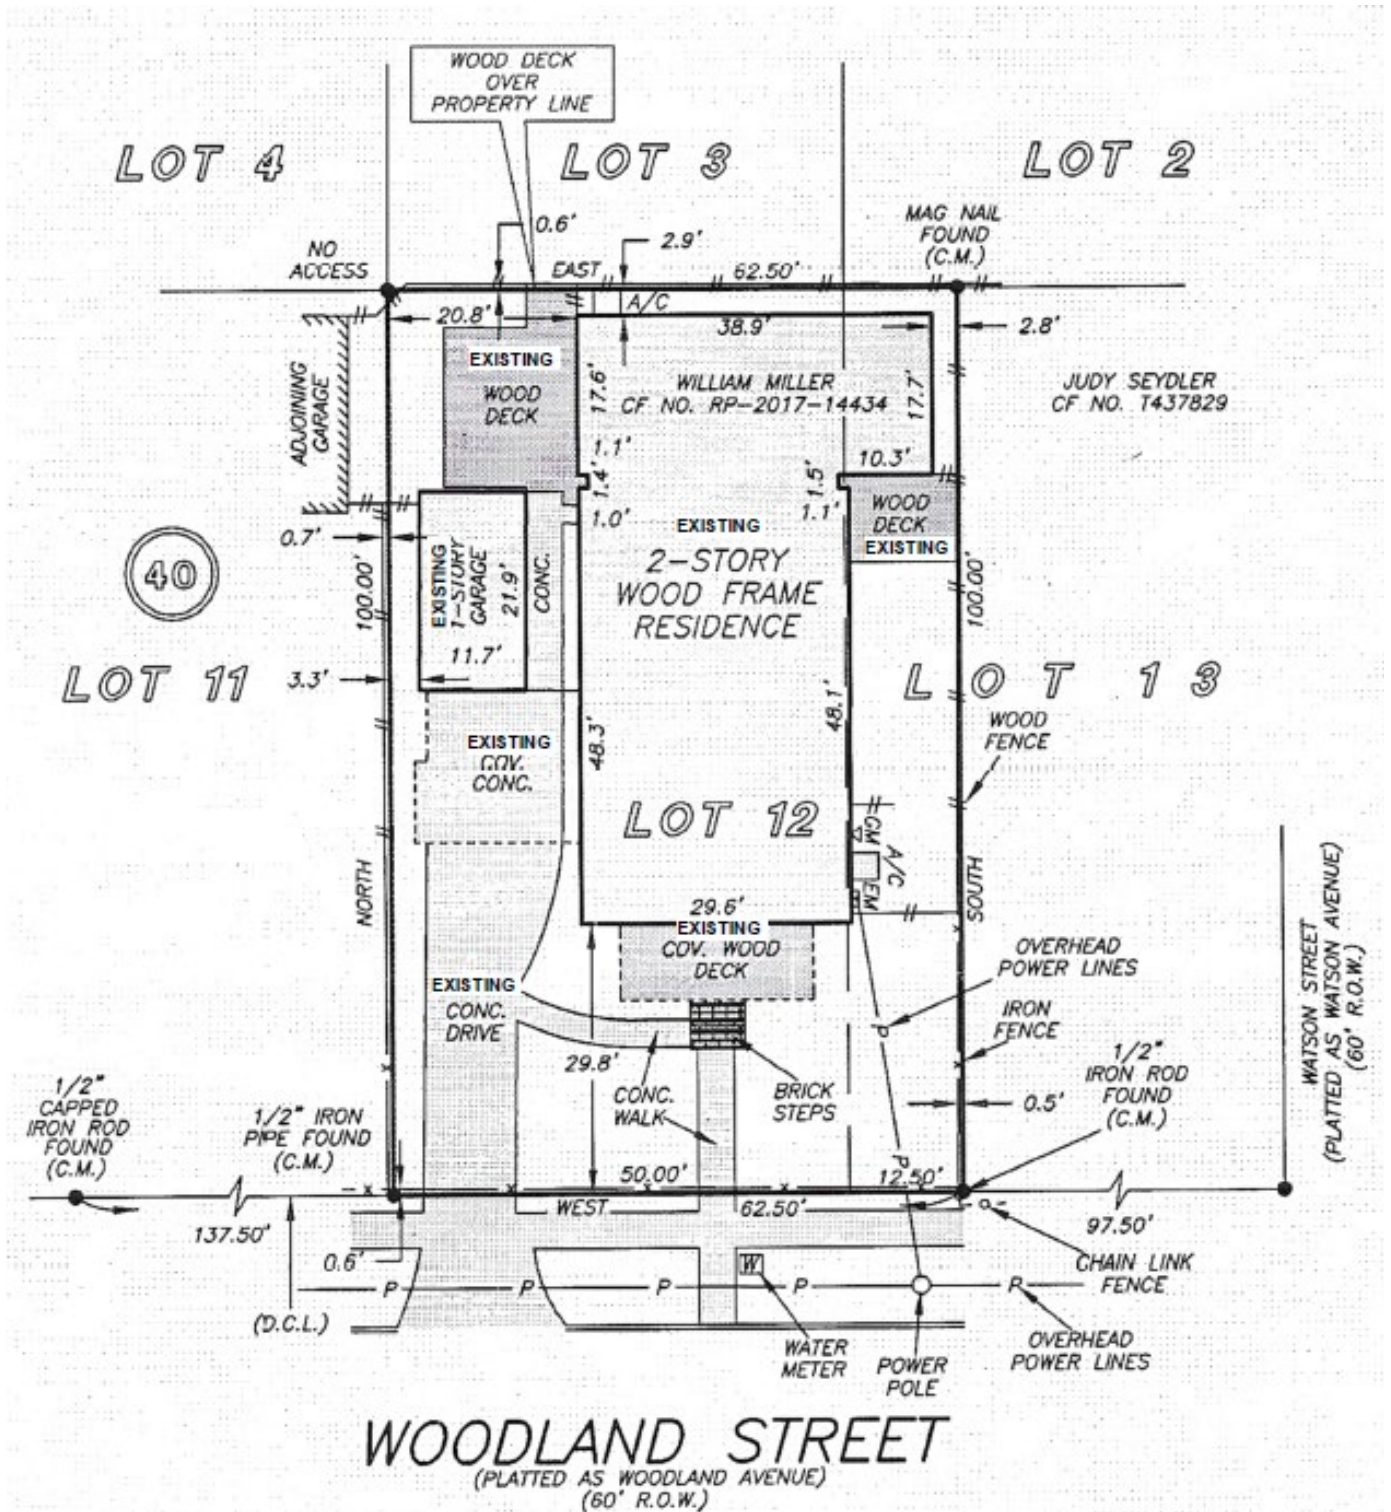 WOOD DECK
OVER
PROPERTY LINE
LOT 4
LOT 3
LOT 2
0.6'
2.9'
MAG NAIL
FOUND
(C.M.)
NO
ACCESS
EAST
62.50'
A/C
20.8'
38.9'
2.8'
EXISTING
WOOD
DECK
ADJOINING
GARAGE
17.6'
WILLIAM MILLER
CF NO. RP-2017-14434
17.7'
JUDY SEYDLER
CF NO. T437829
1.1'
1.4'
1.0'
10.3'
1.5'
1.1'
WOOD
DECK
EXISTING
0.7'
40
100.00'
EXISTING
1-STORY
GARAGE
21.9'
11.7'
CONC.
EXISTING
2-STORY
WOOD FRAME
RESIDENCE
100.00'
LOT 11
3.3'
LOT 13
48.3'
48.1'
WOOD
FENCE
EXISTING
COV.
CONC.
LOT 12
GM
A/C
EM
NORTH
SOUTH
29.6'
EXISTING
COV. WOOD
DECK
OVERHEAD
POWER LINES
WATSON STREET
(PLATTED AS WATSON AVENUE)
(60' R.O.W.)
EXISTING
CONC.
DRIVE
P
IRON
FENCE
29.8'
CONC.
WALK
BRICK
STEPS
1/2"
IRON ROD
FOUND
(C.M.)
0.5'
1/2"
CAPPED
IRON ROD
FOUND
(C.M.)
1/2" IRON
PIPE FOUND
(C.M.)
P
50.00'
12.50'
WEST
62.50'
137.50'
97.50'
0.6'
W
CHAIN LINK
FENCE
P P P P P
(D.C.L.)
WATER
METER
POWER
POLE
OVERHEAD
POWER LINES
WOODLAND STREET
(PLATTED AS WOODLAND AVENUE)
(60' R.O.W.)